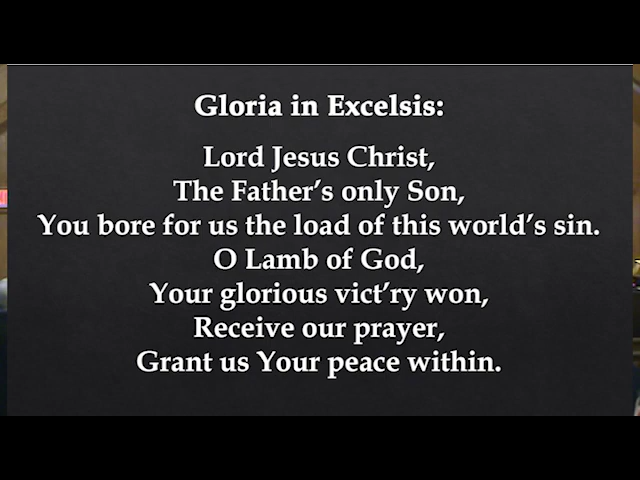 Gloria in Excelsis:
Lord Jesus Christ,
The Father’s only Son,
You bore for us the load of this world’s sin.
O Lamb of God,
Your glorious vict’ry won,
Receive our prayer,
Grant us Your peace within.